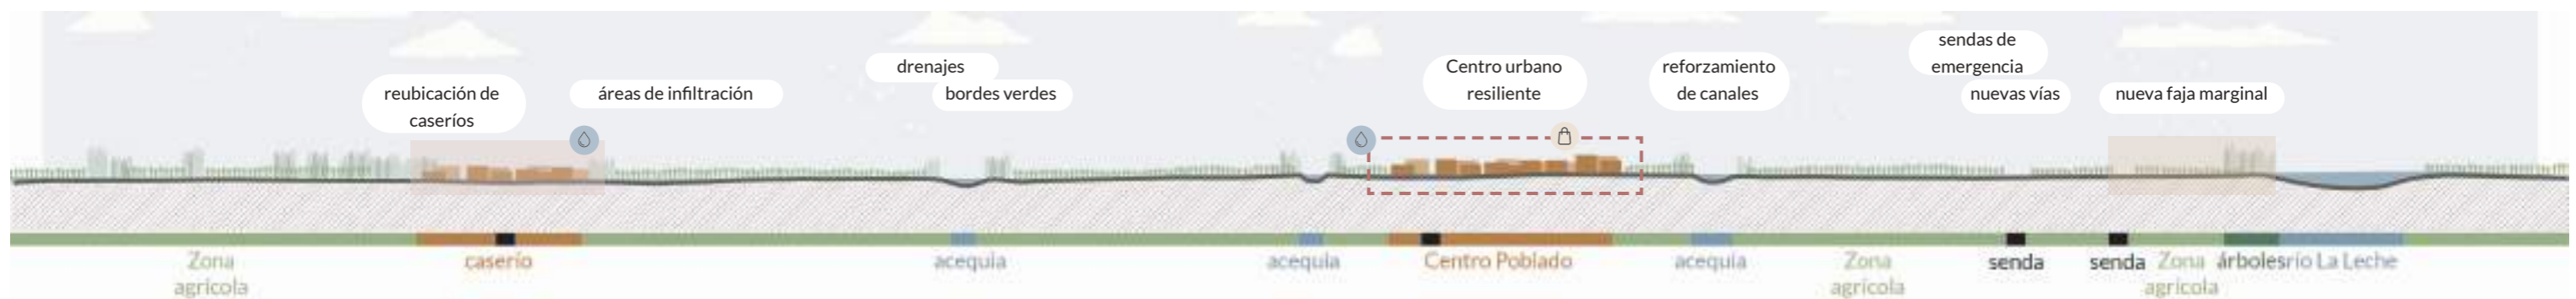 sendas de
emergencia
drenajes
Centro urbano
resiliente
reforzamiento
de canales
reubicación de
caseríos
áreas de infiltración
bordes verdes
nuevas vías
nueva faja marginal
Zona
agrícola
caserío
acequia
acequia
Centro Poblado
acequia
Zona
agrícola
senda
senda
Zona
agrícola
árboles
río La Leche